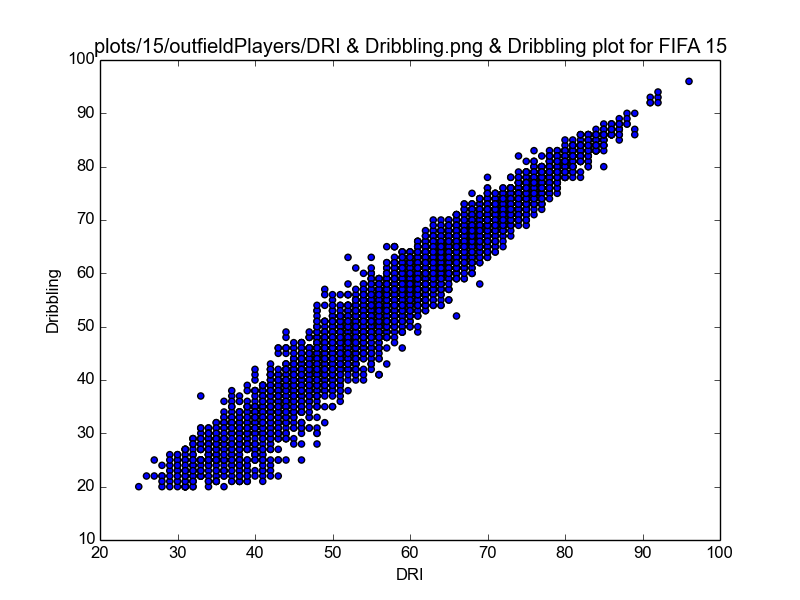 plots/15/outfieldPlayers/DRI & Dribbling.png & Dribbling plot for FIFA 15
100
90
80
70
60
50
40
30
20
10
Dribbling
20 30 40 50 60 70 80 90 100
DRI